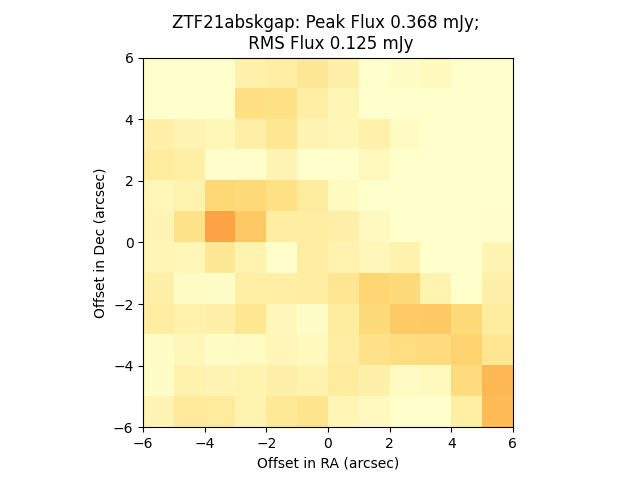 ZTF21abskgap: Peak Flux 0.368 mJy;
RMS Flux 0.125 mJy
6
4
2
0
−2
−4
−6
Offset in Dec (arcsec)
−6 −4 −2 0 2 4 6
Offset in RA (arcsec)